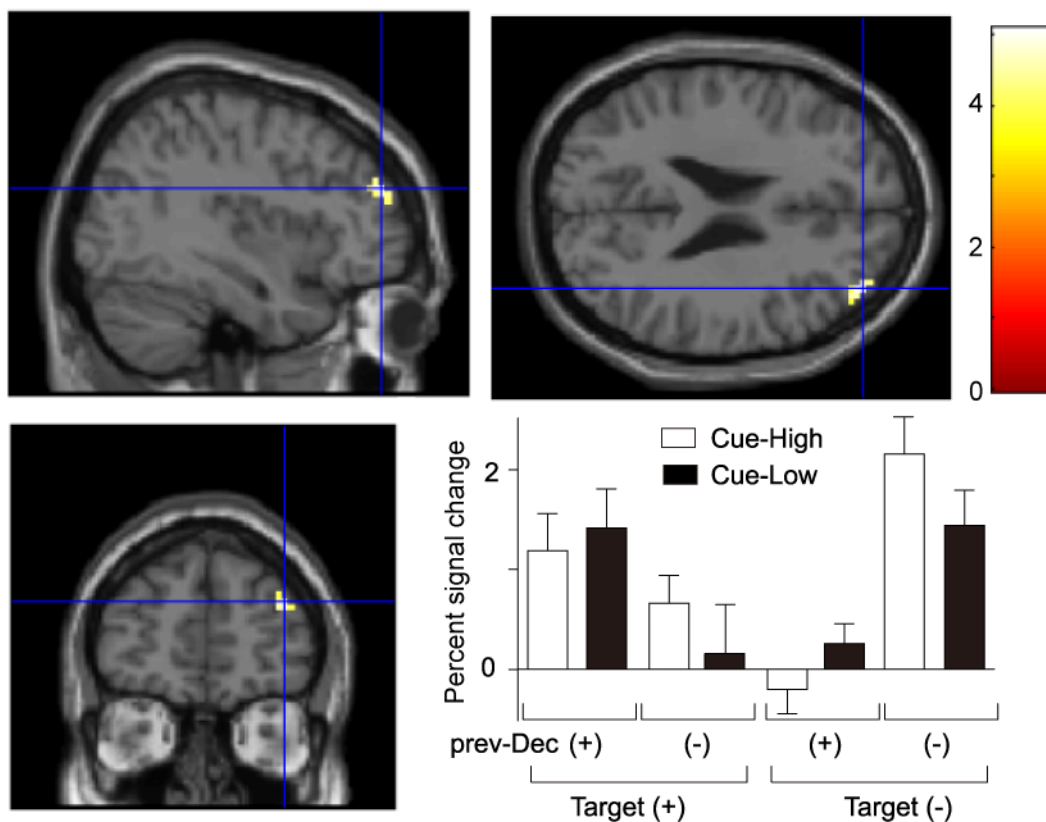 4
2
0
Cue-High
Cue-Low
Percent signal change
2
0
prev-Dec (+) (-) (+) (-)
Target (+) Target (-)